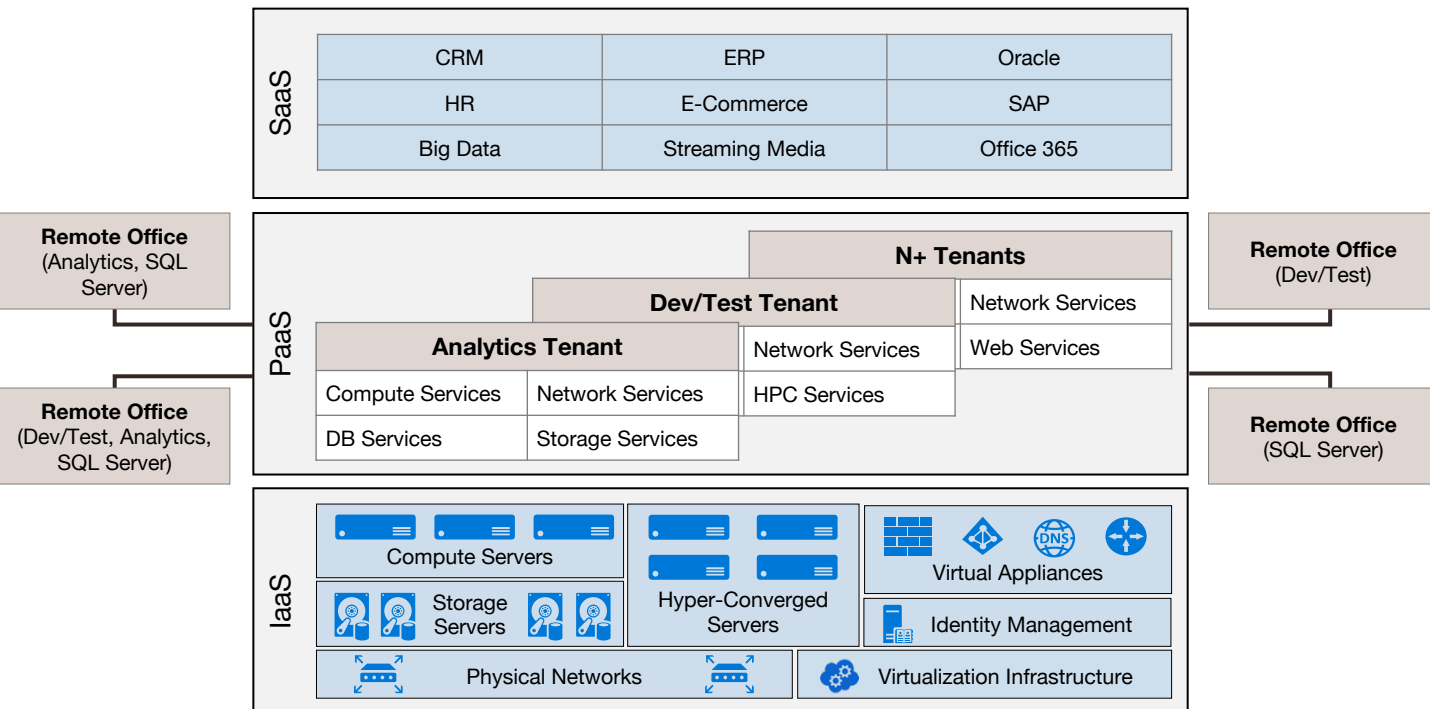 SaaS
CRM
ERP
Oracle
HR
E-Commerce
SAP
Big Data
Streaming Media
Office 365
Remote Office
(Analytics, SQL
Server)
Remote Office
(Dev/Test, Analytics,
SQL Server)
PaaS
N+ Tenants
Network Services
Web Services
Dev/Test Tenant
Network Services
HPC Services
Analytics Tenant
Compute Services
Network Services
DB Services
Storage Services
Remote Office
(Dev/Test)
Remote Office
(SQL Server)
IaaS
Compute Servers
Storage
Servers
Hyper-Converged
Servers
DNS
Virtual Appliances
Identity Management
Physical Networks
Virtualization Infrastructure